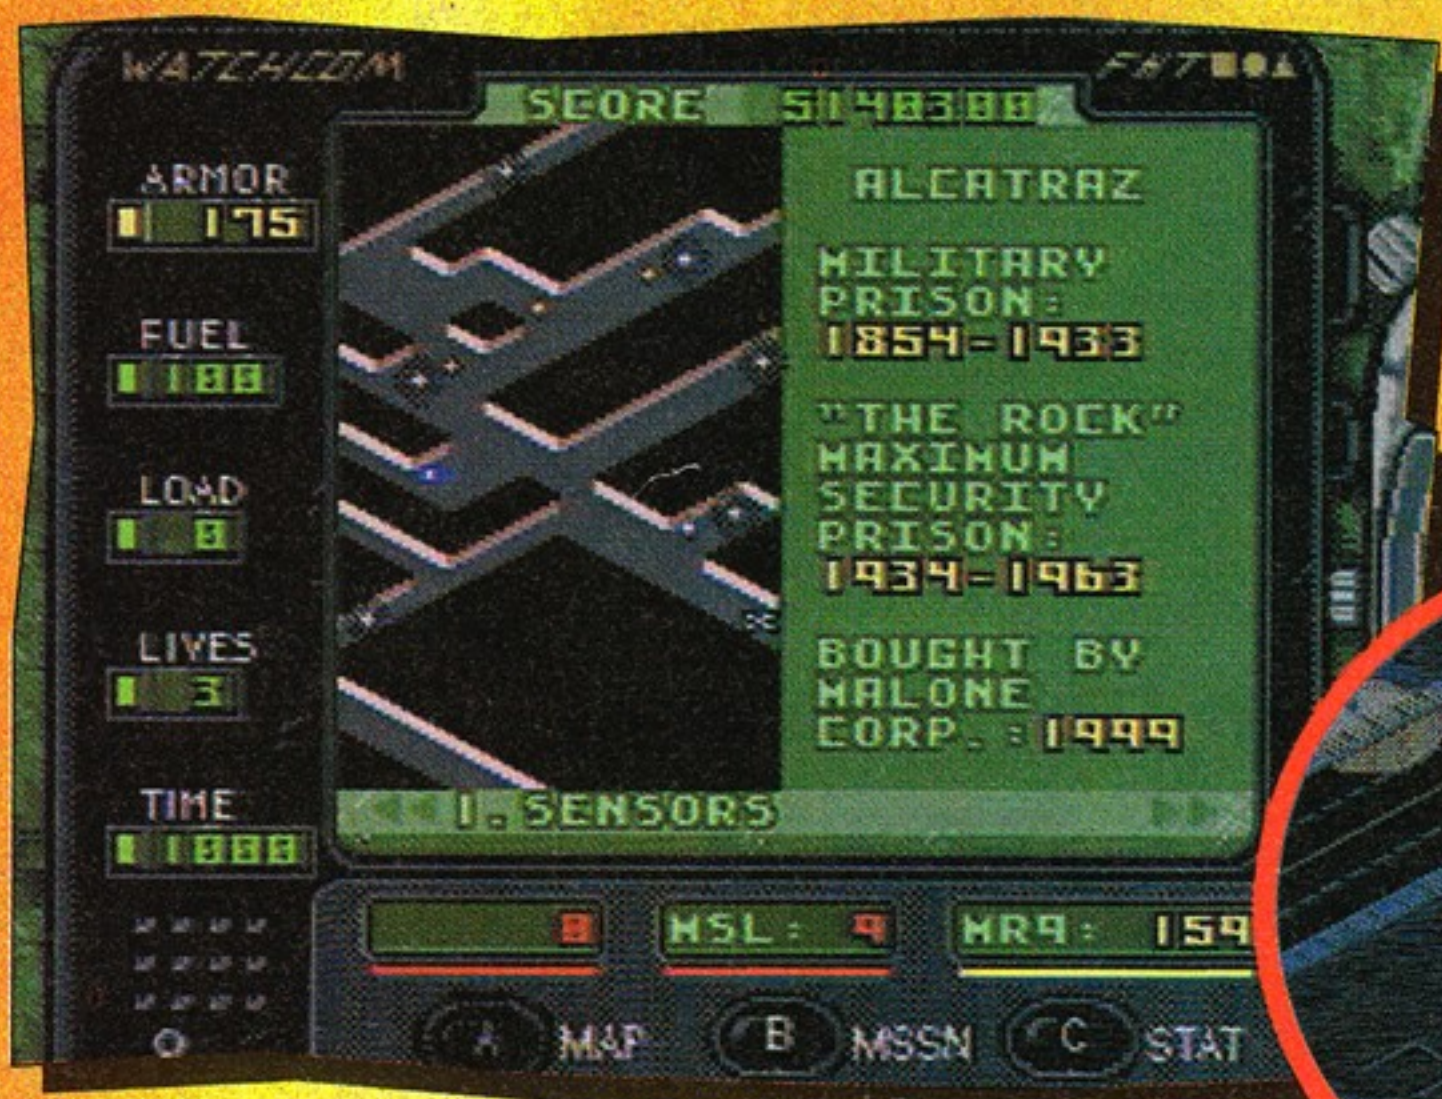 WATCHCOM
SCORE 5140300
ARMOR
175
FUEL
100
LOAD
0
LIVES
3
TIME
1000
ALCATRAZ
MILITARY
PRISON:
1854-1933
"THE ROCK"
MAXIMUM
SECURITY
PRISON:
1934-1963
BOUGHT BY
MALONE
CORP.:1999
1.SENSORS
0
MSL: 9
MR9: 159
A MAP
B MSSN
C STAT